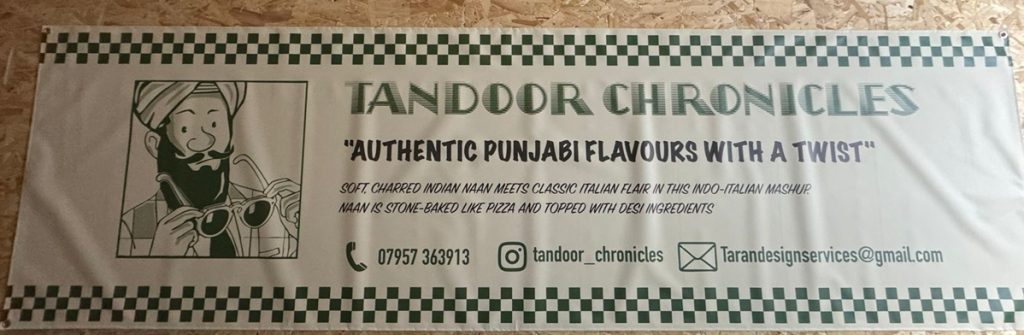 TANDOOR CHRONICLES
"AUTHENTIC PUNJABI FLAVOURS WITH A TWIST"
SOFT, CHARRED INDIAN NAAN MEETS CLASSIC ITALIAN FLAIR IN THIS INDO-ITALIAN MASHUP.
NAAN IS STONE-BAKED LIKE PIZZA AND TOPPED WITH DESI INGREDIENTS
07957 363913 tandoor_chronicles Tarandesignservices@gmail.com